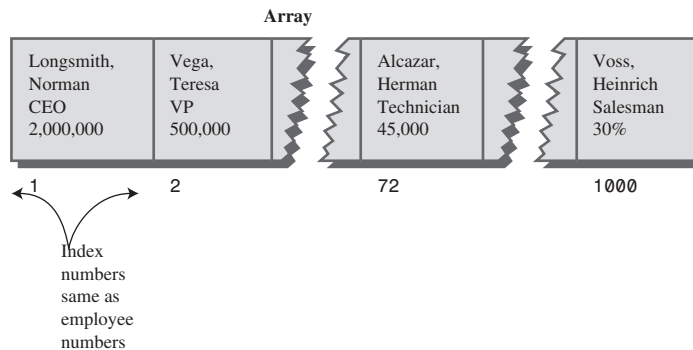 Array
Longsmith,
Norman
CEO
2,000,000
Vega,
Teresa
VP
500,000
Alcazar,
Herman
Technician
45,000
Voss,
Heinrich
Salesman
30%
1
2
72
1000
Index
numbers
same as
employee
numbers